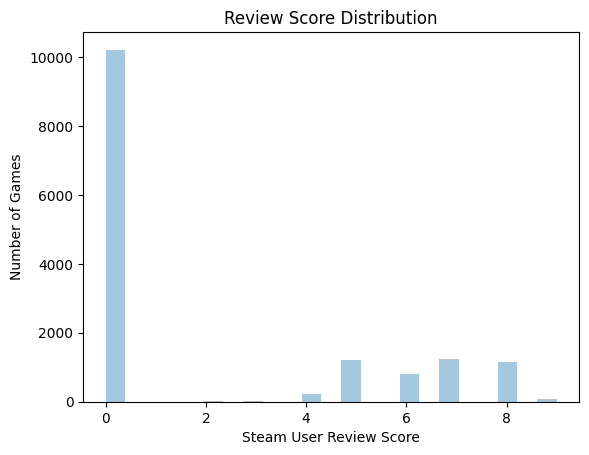 Review Score Distribution
Number of Games
10000
8000
6000
4000
2000
0
0 2 4 6 8
Steam User Review Score